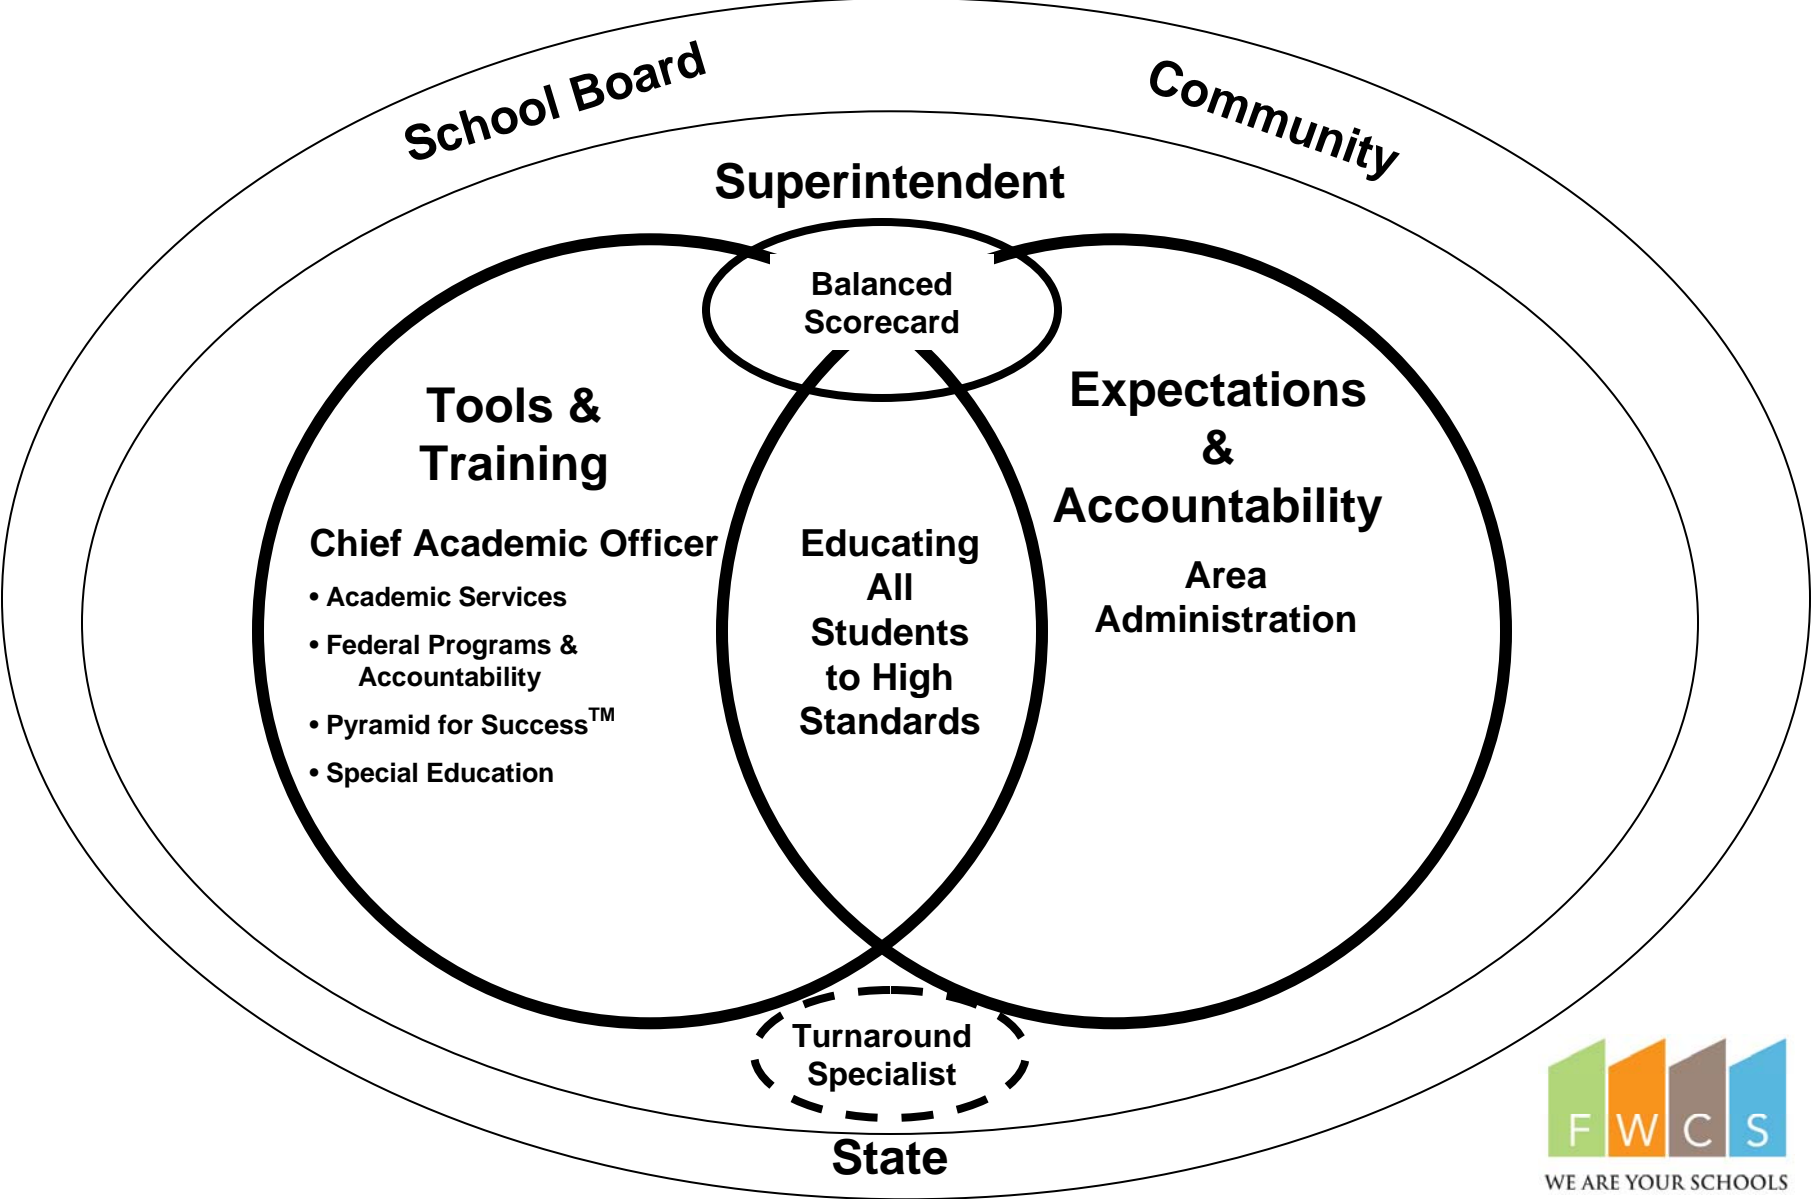 School Board
Community
Superintendent
Balanced
Scorecard
Tools &
Training
Chief Academic Officer
• Academic Services
• Federal Programs &
Accountability
• Pyramid for Success™
• Special Education
Educating
All
Students
to High
Standards
Expectations
&
Accountability
Area
Administration
Turnaround
Specialist
State
FWCS
WE ARE YOUR SCHOOLS